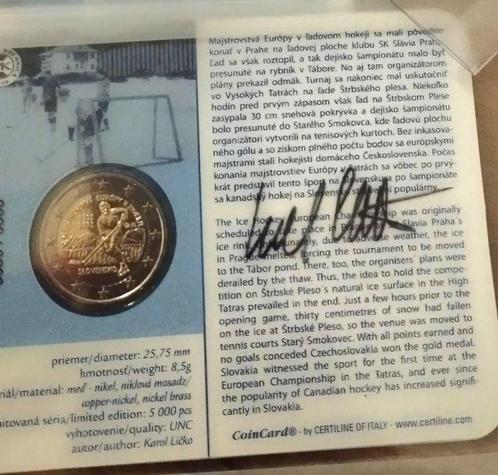 Majstrovstvá Európy v ľadovom hokeji sa mali pôvodne
konať v Prahe na ľadovej ploche klubu SK Slávia Praha.
Ľad sa však roztopil, a tak dejisko šampionátu malo byť
presunuté na rybník v Tábore. No aj tam organizátorom
plány prekazil odmäk. Turnaj sa nakoniec mal uskutočniť
vo Vysokých Tatrách na ľade Štrbského plesa. Niekoľko
hodín pred prvým zápasom však ľad na Štrbskom Plese
zasypala 30 cm snehová pokrývka a dejisko šampionátu
bolo presunuté do Starého Smokovca, kde ľadovú plochu
organizátori vytvorili na tenisových kurtoch. Bez inkasova-
ného gólu a so ziskom plného počtu bodov sa európskymi
majstrami stali hokejisti domáceho Československa. Počas
konania majstrovstiev Európy v Tatrách sa vôbec po prvý-
krát predstavil tento šport na Slovensku a po šampionáte
sa kanadský hokej na Slovensku stal veľmi populárny.
The Ice Hockey European Championship was originally
scheduled to take place in Prague on Slavia Praha's
ice rink. Unfortunately, due to adverse weather, the ice
in Prague melted, forcing the tournament to be moved
to the Tábor pond. There, too, the organisers' plans were
derailed by the thaw. Thus, the idea to hold the compe-
tition on Štrbské Pleso's natural ice surface in the High
Tatras prevailed in the end. Just a few hours prior to the
opening game, thirty centimetres of snow had fallen
on the ice at Štrbské Pleso, so the venue was moved to
tennis courts Starý Smokovec. With all points earned and
no goals conceded Czechoslovakia won the gold medal.
Slovakia witnessed the sport for the first time at the
European Championship in the Tatras, and ever since
the popularity of Canadian hockey has increased signifi-
cantly in Slovakia.
CoinCard® - by CERTILINE OF ITALY - www.certiline.com
SLOVENSKO
priemer/diameter: 25,75 mm
hmotnosť/weight: 8,5g
riál/material: meď - nikel, niklová mosadz/
copper-nickel, nickel brass
mitovaná séria/limited edition: 5 000 pcs
vyhotovenie/quality: UNC
autor/author: Karol Ličko